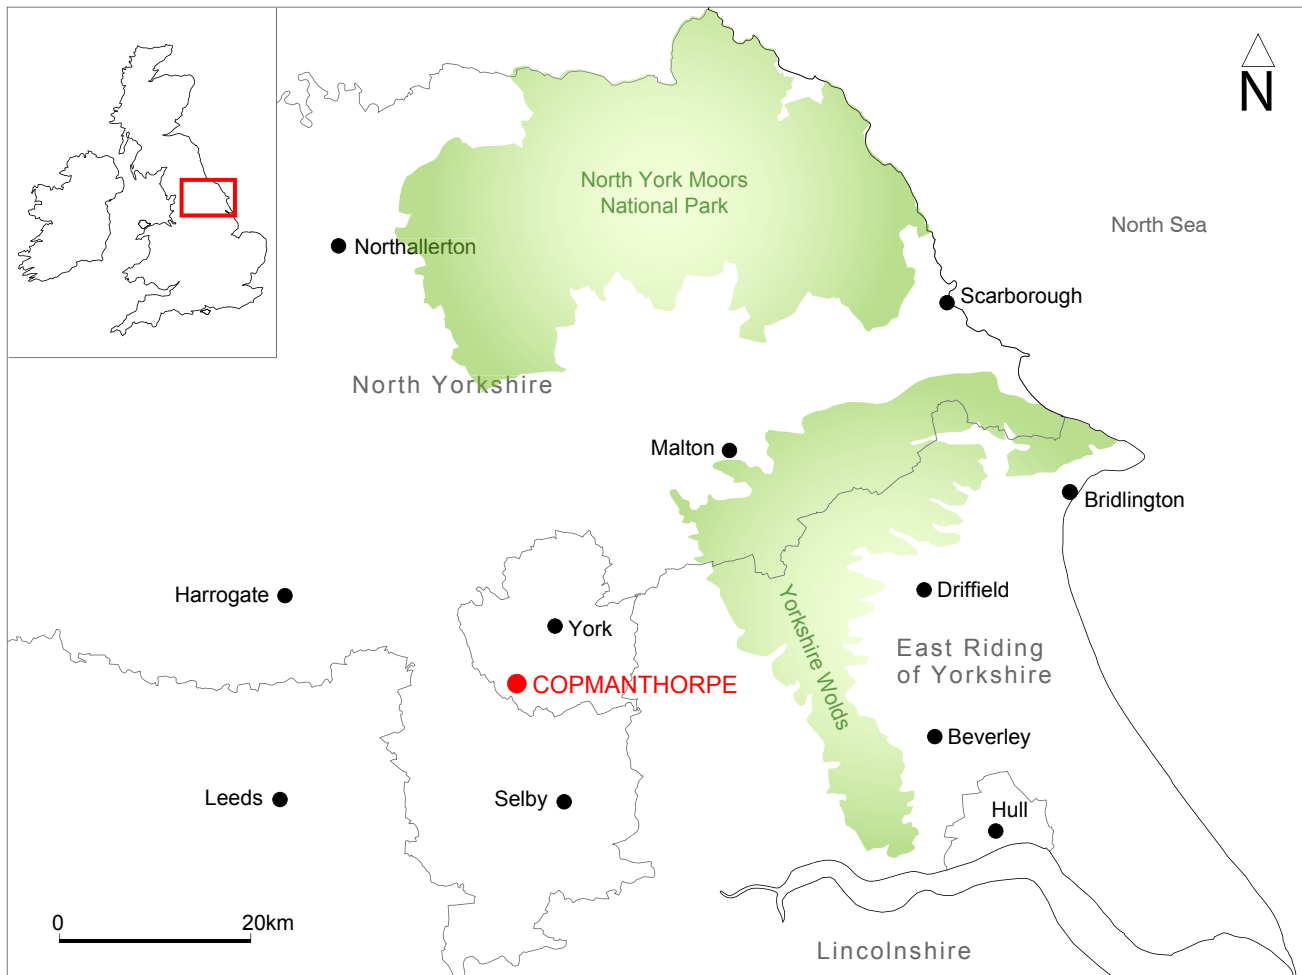 N
North York Moors
National Park
North Sea
Northallerton
Scarborough
North Yorkshire
Malton
Bridlington
Harrogate
Driffield
York
East Riding
of Yorkshire
Yorkshire Wolds
COPMANTHORPE
Beverley
Leeds
Selby
Hull
0 20km
Lincolnshire